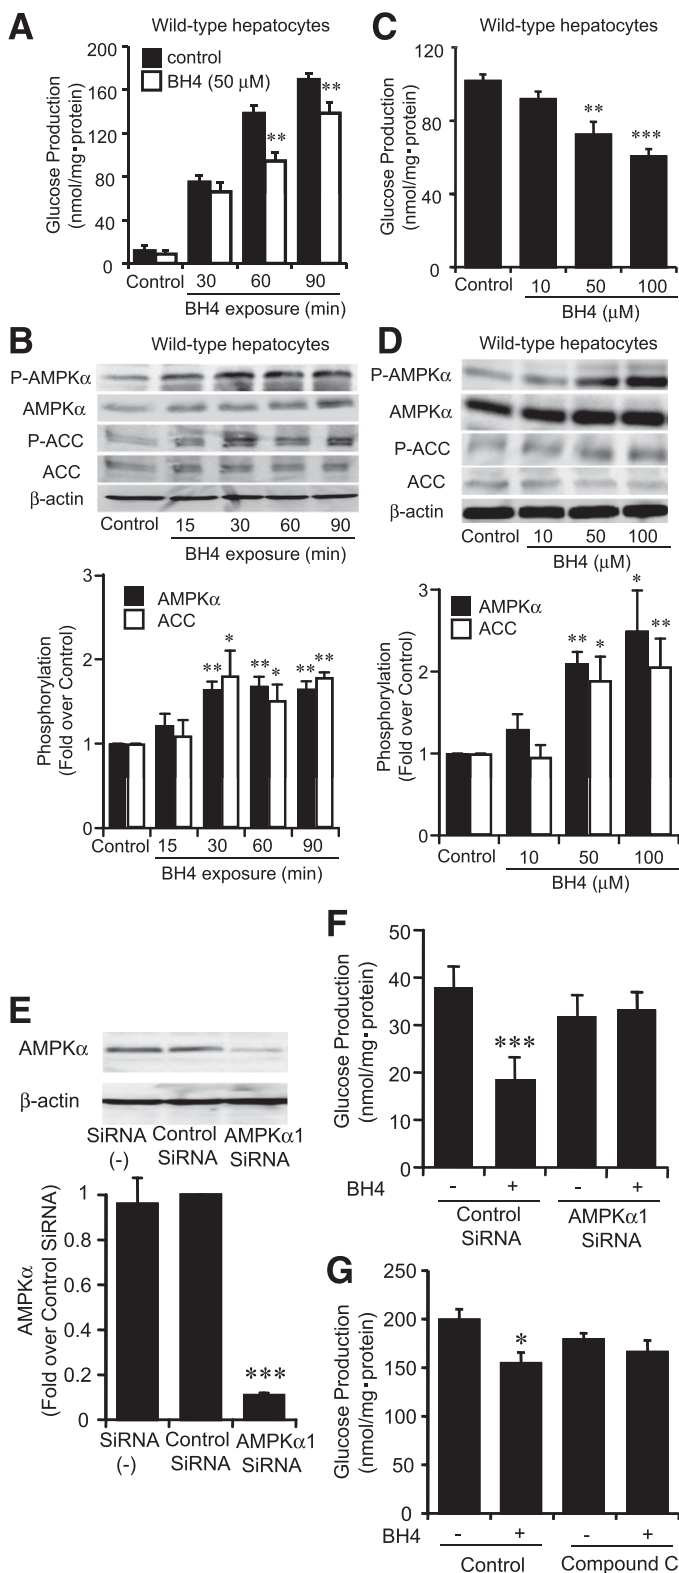 A
Wild-type hepatocytes
Glucose Production
(nmol/mg·protein)
200
160
120
80
40
0
control
BH4 (50 μM)
**
**
Control
30
60
90
BH4 exposure (min)
C
Wild-type hepatocytes
Glucose Production
(nmol/mg·protein)
120
80
40
0
**
***
Control
10
50
100
BH4 (μM)
B
Wild-type hepatocytes
P-AMPKα
AMPKα
P-ACC
ACC
β-actin
Control
15
30
60
90
BH4 exposure (min)
Phosphorylation
(Fold over Control)
3
2
1
0
AMPKα
ACC
**
*
**
*
**
**
Control
15
30
60
90
BH4 exposure (min)
D
Wild-type hepatocytes
P-AMPKα
AMPKα
P-ACC
ACC
β-actin
Control
10
50
100
BH4 (μM)
Phosphorylation
(Fold over Control)
3
2
1
0
AMPKα
ACC
**
*
*
**
Control
10
50
100
BH4 (μM)
E
AMPKα
β-actin
SiRNA
(-)
Control
SiRNA
AMPKα1
SiRNA
AMPKα
(Fold over Control SiRNA)
1
0.8
0.6
0.4
0.2
0
***
SiRNA
(-)
Control
SiRNA
AMPKα1
SiRNA
F
Glucose Production
(nmol/mg·protein)
50
40
30
20
10
0
***
BH4
-
+
-
+
Control
SiRNA
AMPKα1
SiRNA
G
Glucose Production
(nmol/mg·protein)
250
200
150
100
50
0
*
BH4
-
+
-
+
Control
Compound C